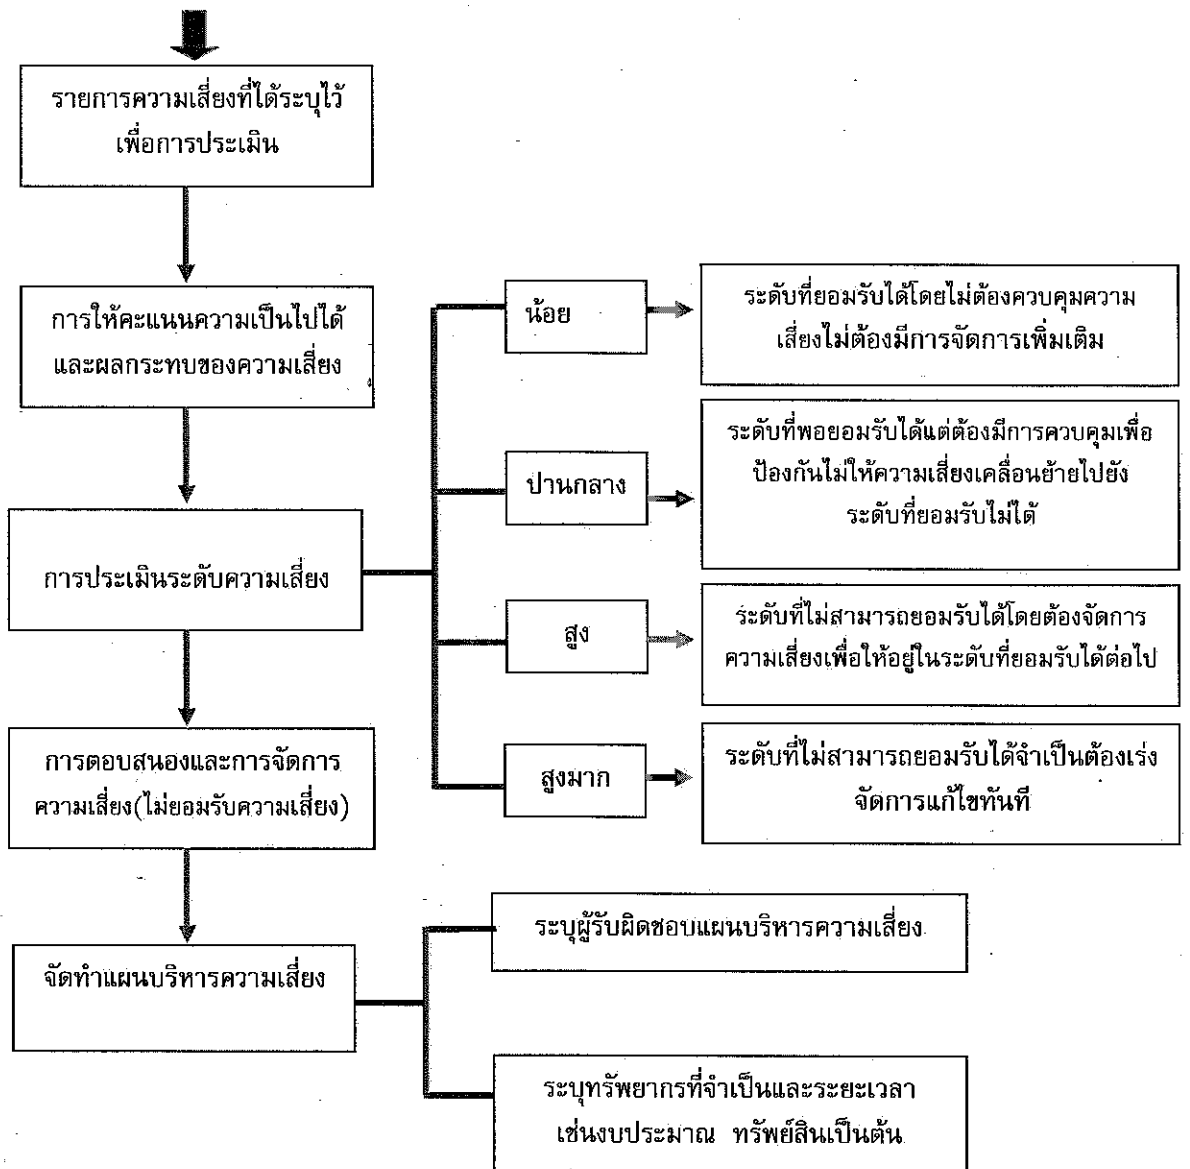 รายการความเสี่ยงที่ได้ระบุไว้
เพื่อการประเมิน
การให้คะแนนความเป็นไปได้
และผลกระทบของความเสี่ยง
การประเมินระดับความเสี่ยง
น้อย
ระดับที่ยอมรับได้โดยไม่ต้องควบคุมความ
เสี่ยงไม่ต้องมีการจัดการเพิ่มเติม
ปานกลาง
ระดับที่พอยอมรับได้แต่ต้องมีการควบคุมเพื่อ
ป้องกันไม่ให้ความเสี่ยงเคลื่อนย้ายไปยัง
ระดับที่ยอมรับไม่ได้
สูง
ระดับที่ไม่สามารถยอมรับได้โดยต้องจัดการ
ความเสี่ยงเพื่อให้อยู่ในระดับที่ยอมรับได้ต่อไป
สูงมาก
ระดับที่ไม่สามารถยอมรับได้จำเป็นต้องเร่ง
จัดการแก้ไขทันที
การตอบสนองและการจัดการ
ความเสี่ยง(ไม่ยอมรับความเสี่ยง)
จัดทำแผนบริหารความเสี่ยง
ระบุผู้รับผิดชอบแผนบริหารความเสี่ยง
ระบุทรัพยากรที่จำเป็นและระยะเวลา
เช่นงบประมาณ ทรัพย์สินเป็นต้น